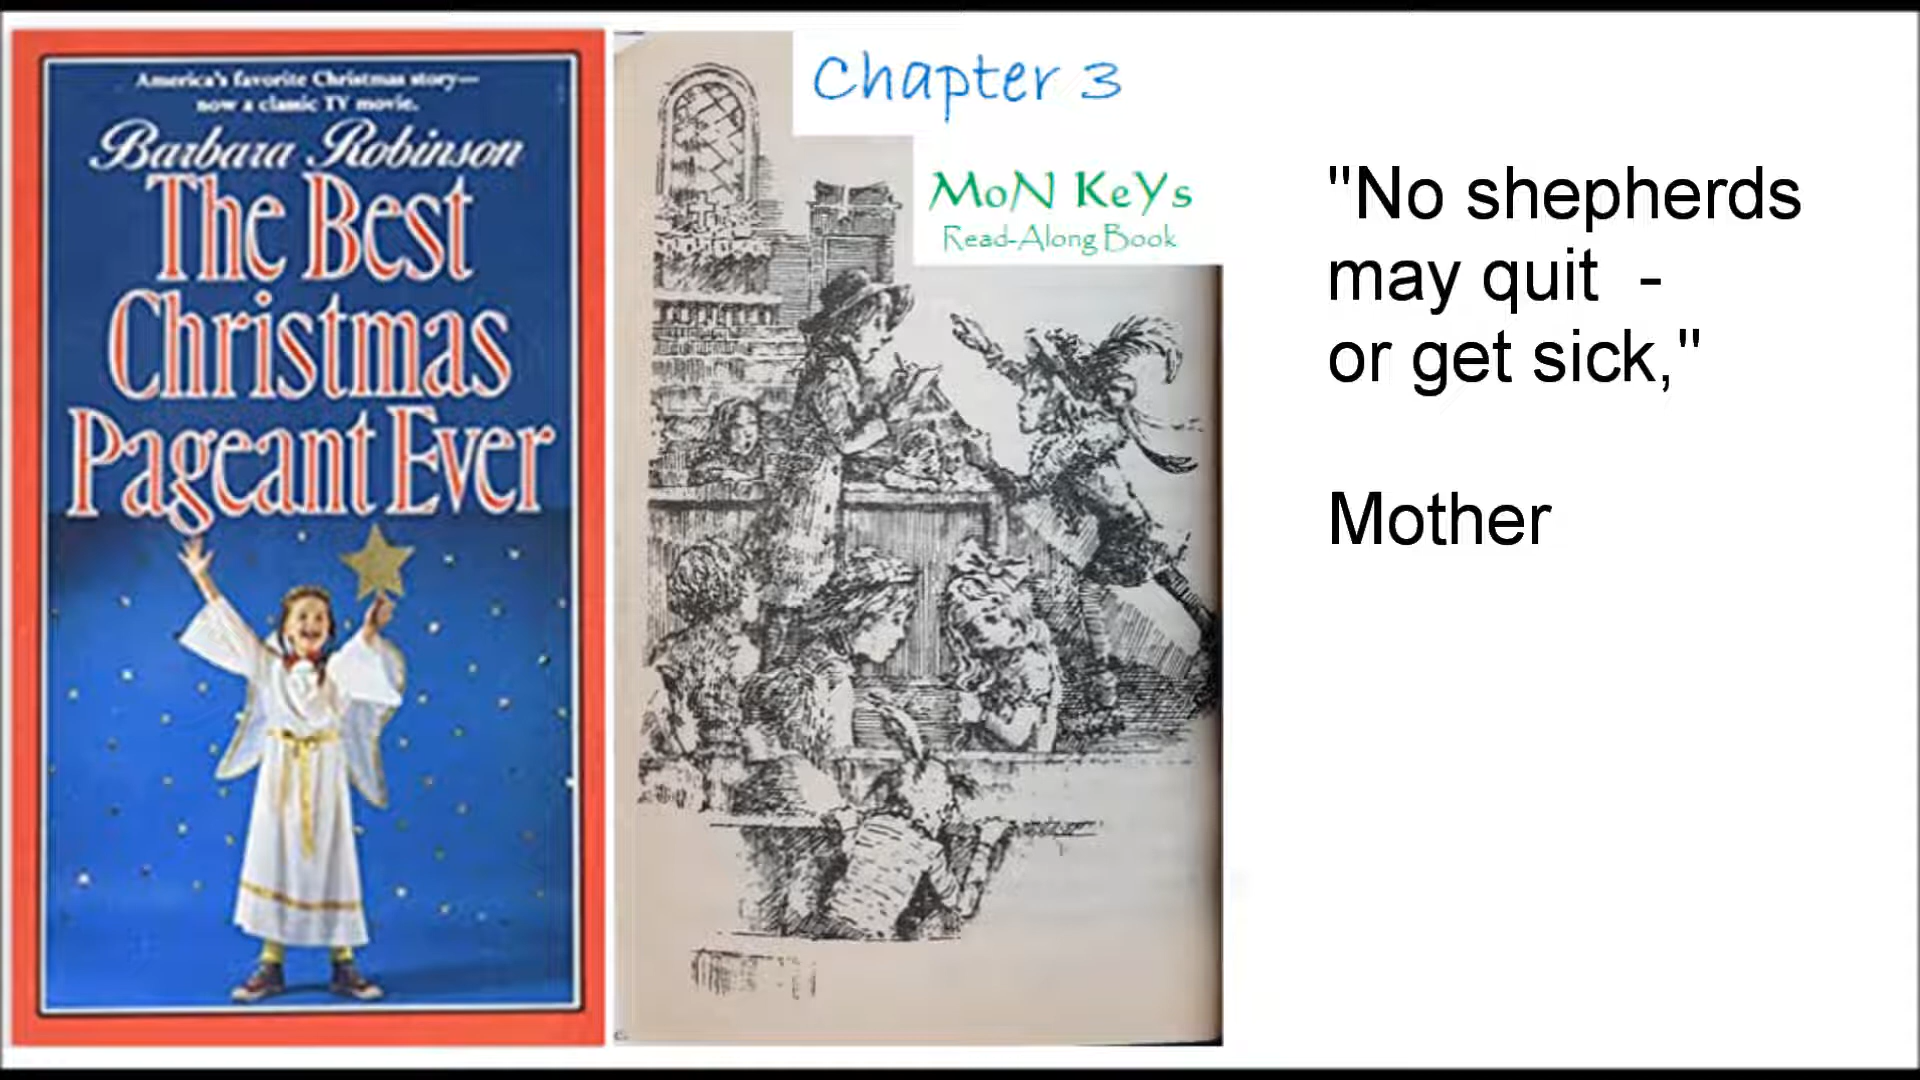 America's favorite Christmas story—
now a classic TV movie.
Barbara Robinson
The Best
Christmas
Pageant Ever
Chapter 3
MoN KeYs
Read-Along Book
"No shepherds
may quit -
or get sick,"
Mother